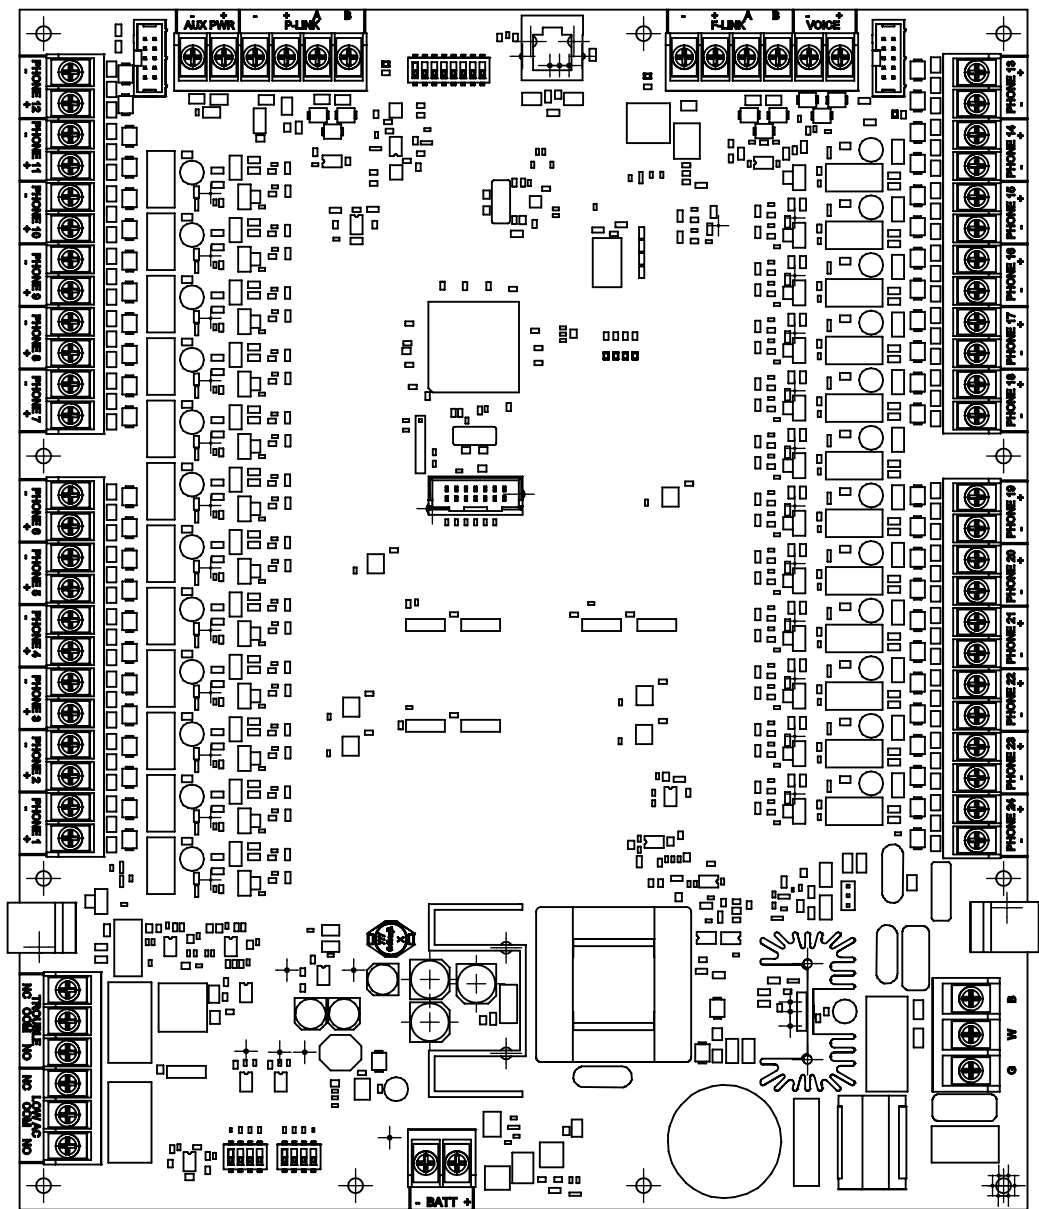 - + - + A B
AUX PWR P-LINK
- + A B - +
F-LINK VOICE
- PHONE 12 +
- PHONE 11 +
- PHONE 10 +
- PHONE 9 +
- PHONE 8 +
- PHONE 7 +
- PHONE 6 +
- PHONE 5 +
- PHONE 4 +
- PHONE 3 +
- PHONE 2 +
- PHONE 1 +
PHONE 13 + -
PHONE 14 + -
PHONE 15 + -
PHONE 16 + -
PHONE 17 + -
PHONE 18 + -
PHONE 19 + -
PHONE 20 + -
PHONE 21 + -
PHONE 22 + -
PHONE 23 + -
PHONE 24 + -
TROUBLE
NC COM NO
LOW AC
NC COM NO
B
W
G
- BATT +